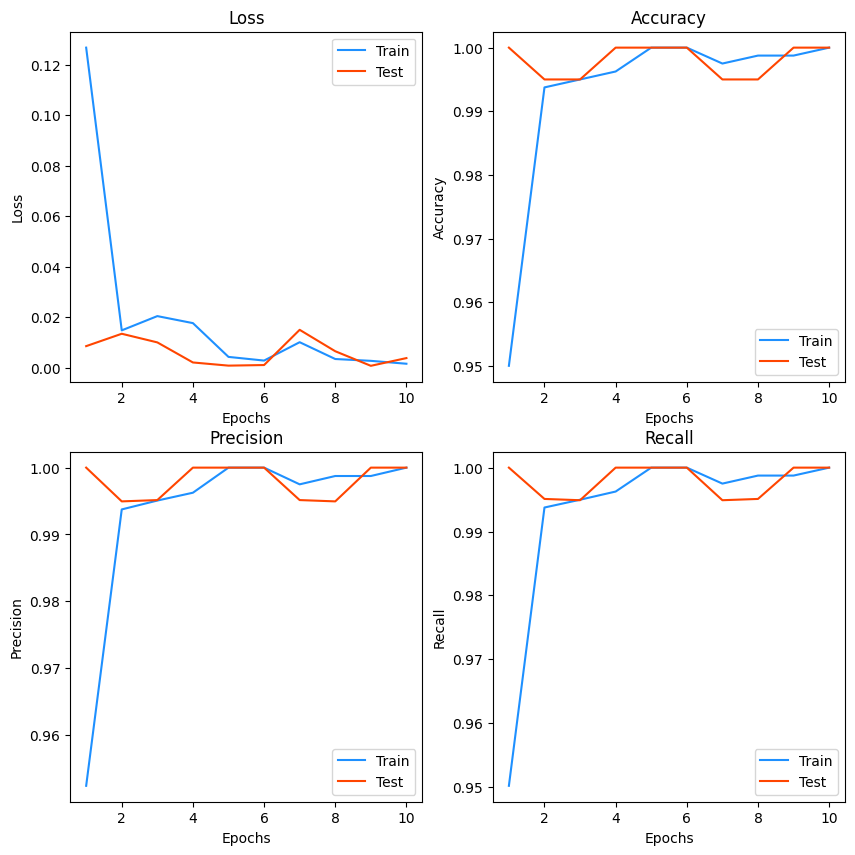 Loss
Loss
0.12
0.10
0.08
0.06
0.04
0.02
0.00
2
4
6
8
10
Epochs
Train
Test
Accuracy
Accuracy
1.00
0.99
0.98
0.97
0.96
0.95
2
4
6
8
10
Epochs
Train
Test
Precision
Precision
1.00
0.99
0.98
0.97
0.96
2
4
6
8
10
Epochs
Train
Test
Recall
Recall
1.00
0.99
0.98
0.97
0.96
0.95
2
4
6
8
10
Epochs
Train
Test